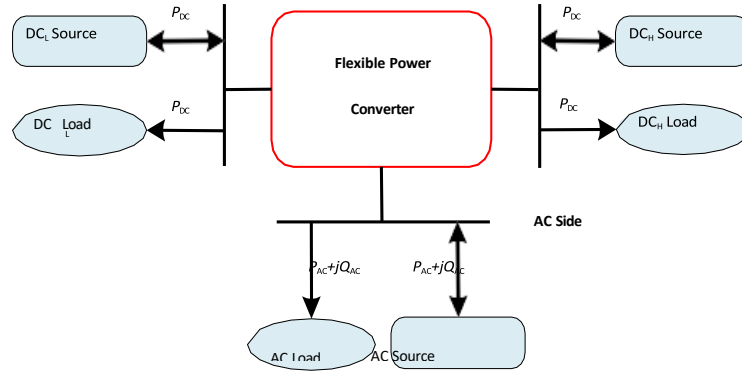 P_DC
P_DC
DC_L Source
DC_H Source
Flexible Power
Converter
P_DC
P_DC
DC_L Load
DC_H Load
AC Side
P_AC+jQ_AC
P_AC+jQ_AC
AC Load
AC Source